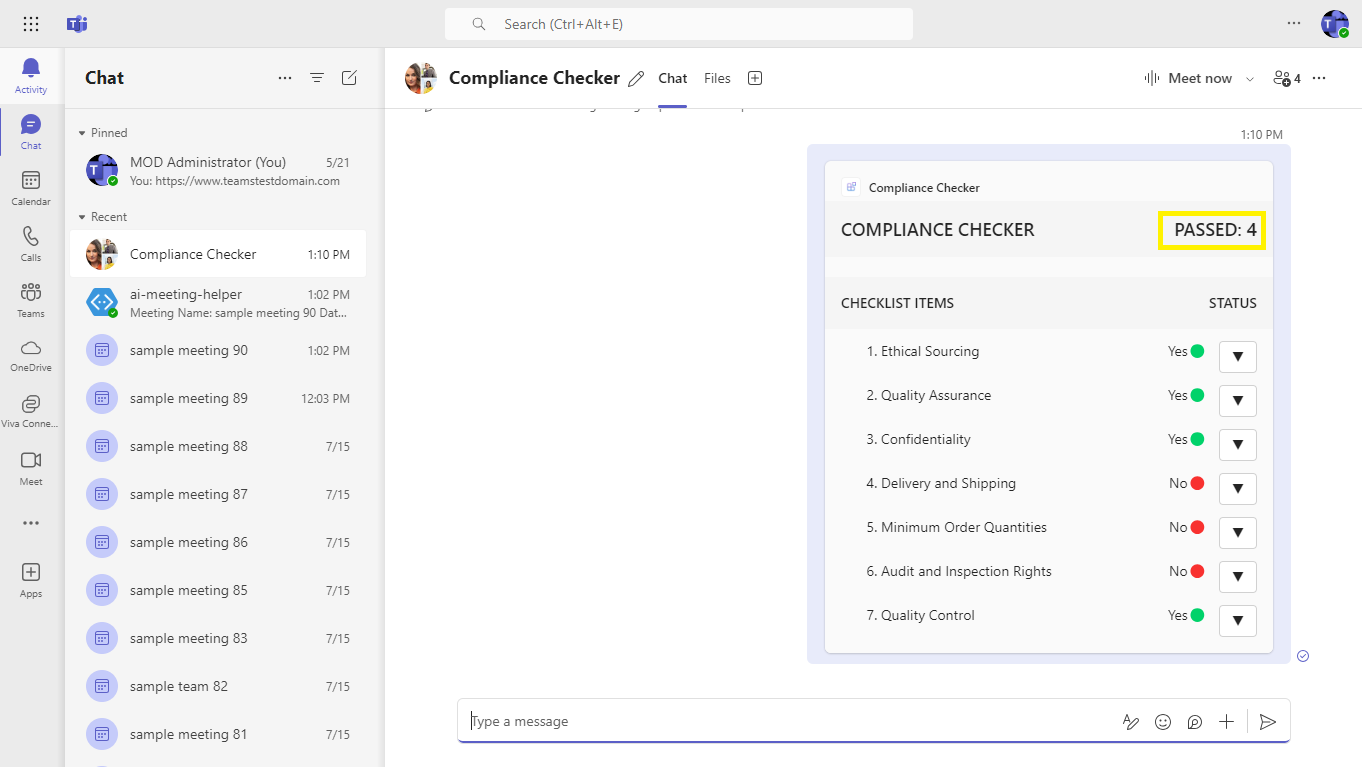 Search (Ctrl+Alt+E)
Activity
Chat
Calendar
Calls
Teams
OneDrive
Viva Conne...
Meet
Apps
Chat
Pinned
MOD Administrator (You) 5/21
You: https://www.teamstestdomain.com
Recent
Compliance Checker 1:10 PM
ai-meeting-helper 1:02 PM
Meeting Name: sample meeting 90 Dat...
sample meeting 90 1:02 PM
sample meeting 89 12:03 PM
sample meeting 88 7/15
sample meeting 87 7/15
sample meeting 86 7/15
sample meeting 85 7/15
sample meeting 83 7/15
sample team 82 7/15
sample meeting 81 7/15
Compliance Checker Chat Files Meet now 4
1:10 PM
Compliance Checker
COMPLIANCE CHECKER PASSED: 4
CHECKLIST ITEMS STATUS
1. Ethical Sourcing Yes
2. Quality Assurance Yes
3. Confidentiality Yes
4. Delivery and Shipping No
5. Minimum Order Quantities No
6. Audit and Inspection Rights No
7. Quality Control Yes
Type a message